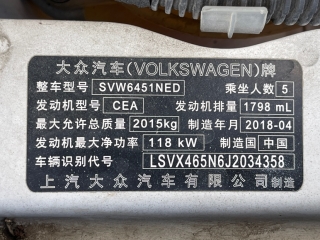 大众汽车(VOLKSWAGEN)牌
整车型号 SVW6451NED 乘坐人数 5
发动机型号 CEA 发动机排量 1798 mL
最大允许总质量 2015kg 制造年月 2018-04
发动机最大净功率 118 kW 制造国 中国
车辆识别代号 LSVX465N6J2034358
上汽大众汽车有限公司制造